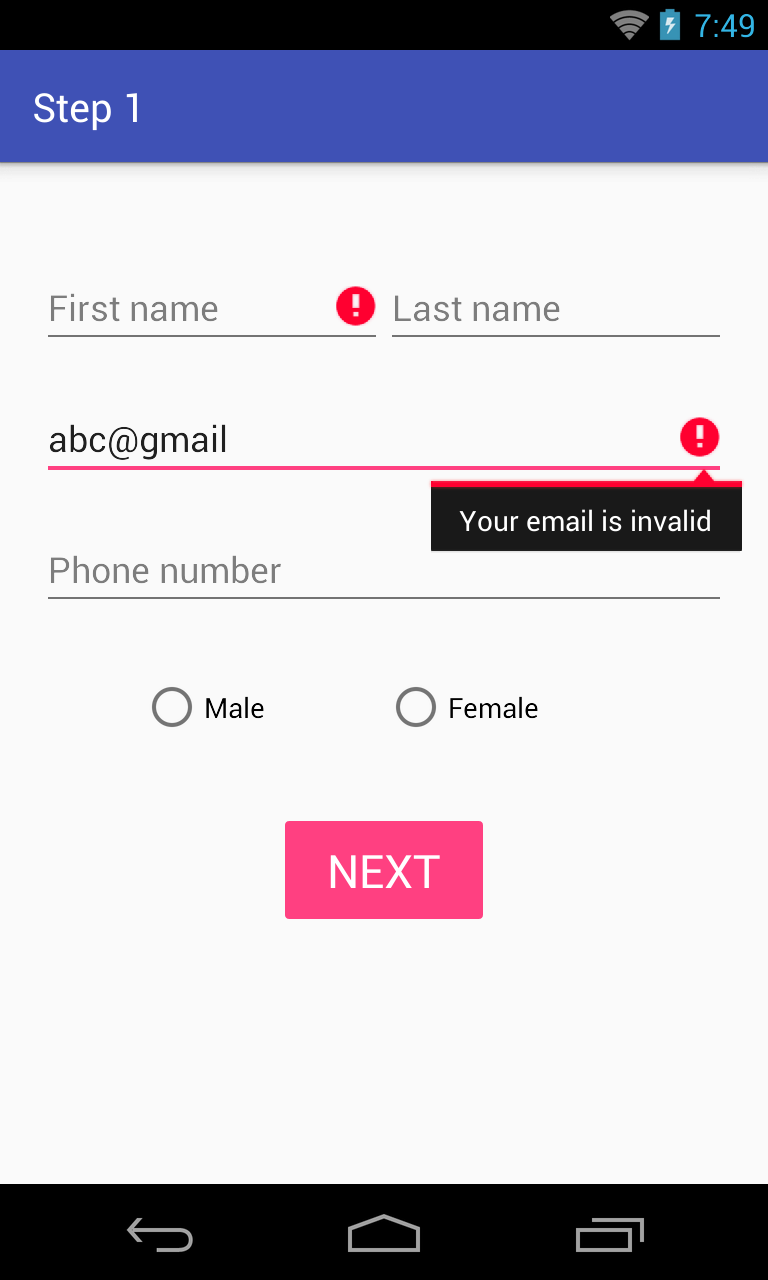 7:49
Step 1
First name Last name
abc@gmail
Your email is invalid
Phone number
Male Female
NEXT